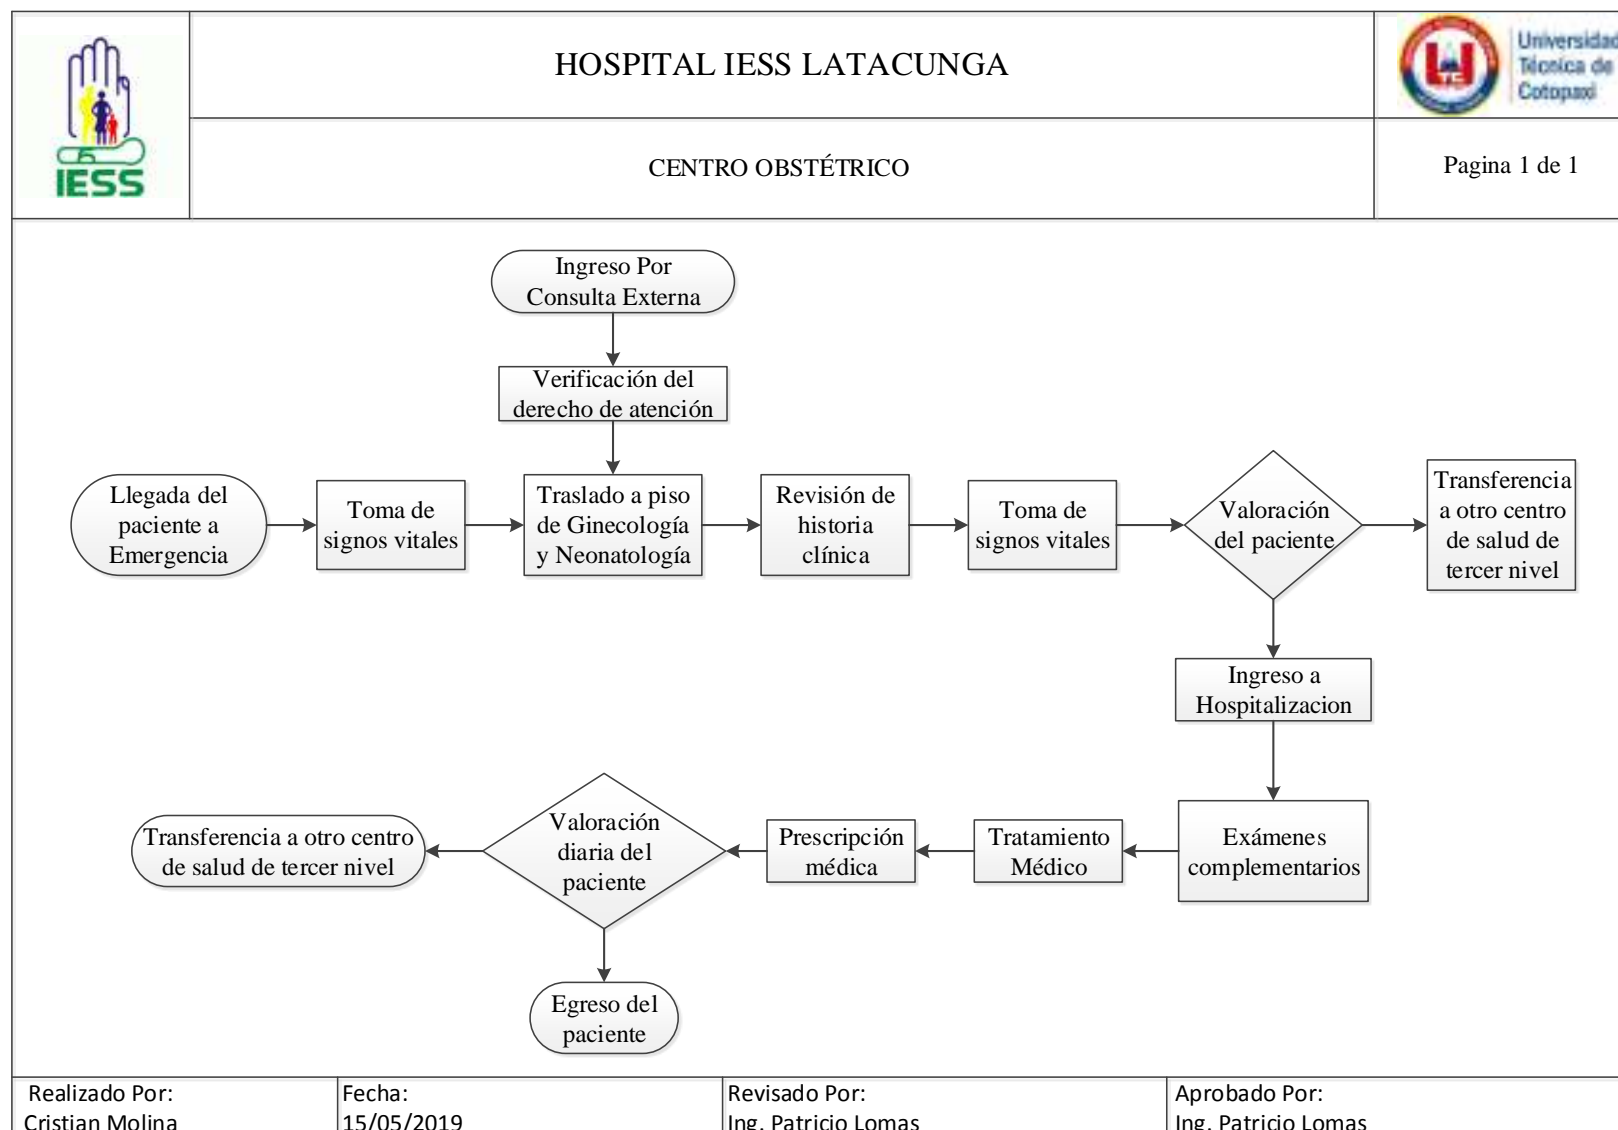 HOSPITAL IESS LATACUNGA
Universidad
Técnica de
Cotopaxi
IESS
CENTRO OBSTÉTRICO
Pagina 1 de 1
Ingreso Por
Consulta Externa
Verificación del
derecho de atención
Llegada del
paciente a
Emergencia
Toma de
signos vitales
Traslado a piso
de Ginecología
y Neonatología
Revisión de
historia
clínica
Toma de
signos vitales
Valoración
del paciente
Transferencia
a otro centro
de salud de
tercer nivel
Ingreso a
Hospitalizacion
Exámenes
complementarios
Tratamiento
Médico
Prescripción
médica
Valoración
diaria del
paciente
Transferencia a otro centro
de salud de tercer nivel
Egreso del
paciente
Realizado Por:
Cristian Molina
Fecha:
15/05/2019
Revisado Por:
Ing. Patricio Lomas
Aprobado Por:
Ing. Patricio Lomas